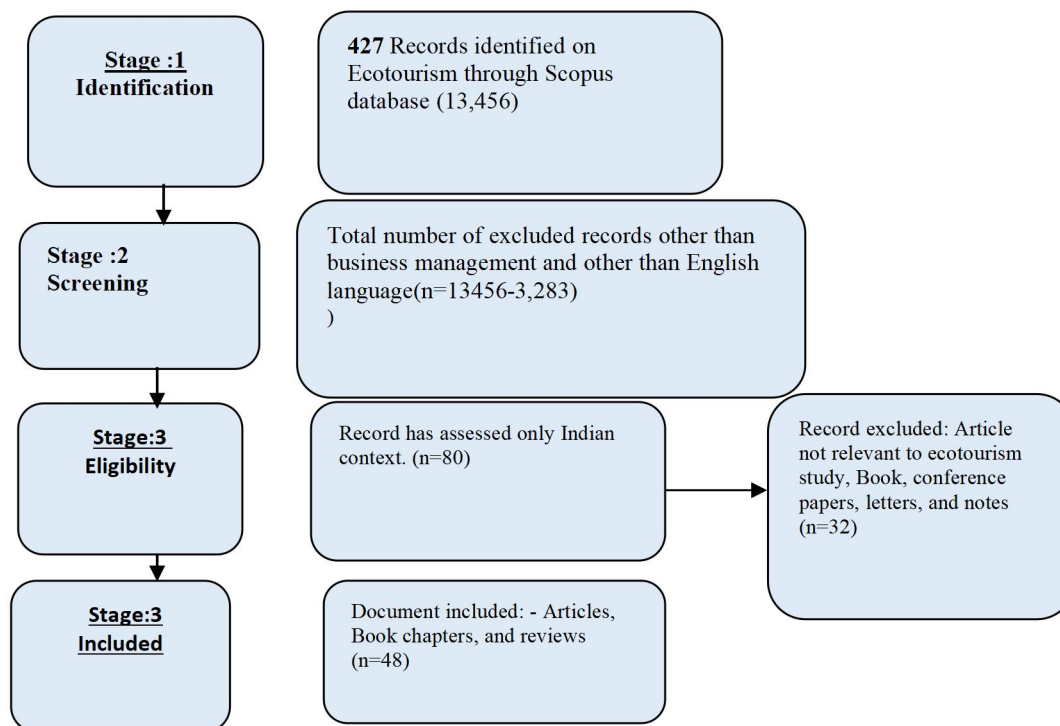 Stage :1
Identification
427 Records identified on
Ecotourism through Scopus
database (13,456)
Stage :2
Screening
Total number of excluded records other than
business management and other than English
language(n=13456-3,283)
)
Stage:3
Eligibility
Record has assessed only Indian
context. (n=80)
Record excluded: Article
not relevant to ecotourism
study, Book, conference
papers, letters, and notes
(n=32)
Stage:3
Included
Document included: - Articles,
Book chapters, and reviews
(n=48)